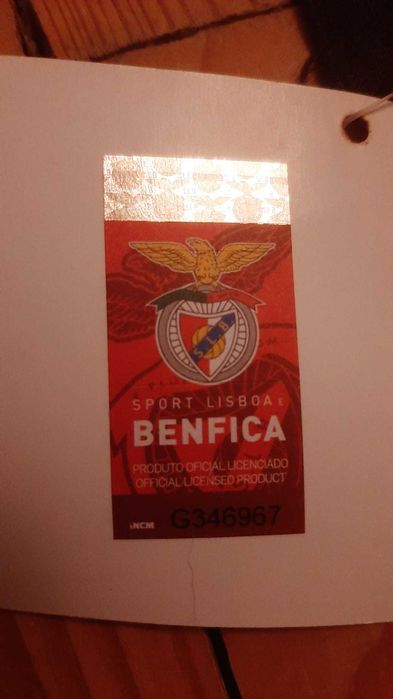 S.L.B.
SPORT LISBOA E
BENFICA
PRODUTO OFICIAL LICENCIADO
OFFICIAL LICENSED PRODUCT
INCM G346967